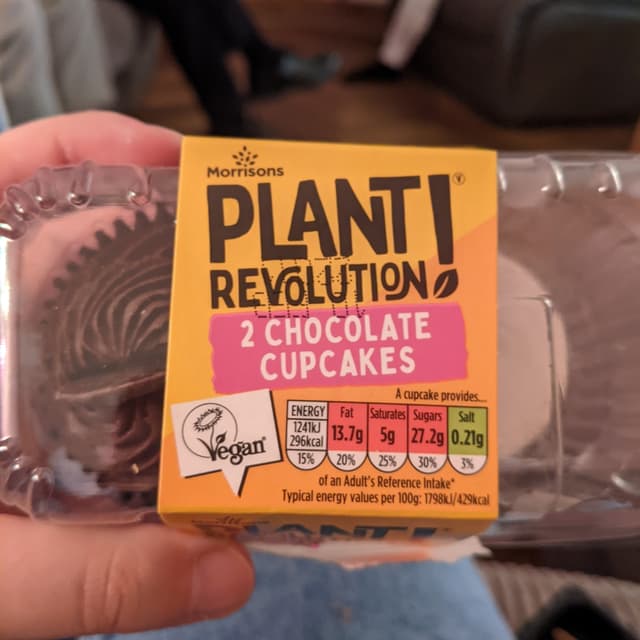 Morrisons
PLANT!
REVOLUTION
2 CHOCOLATE
CUPCAKES
A cupcake provides...
ENERGY Fat Saturates Sugars Salt
1241kJ
296kcal 13.7g 5g 27.2g 0.21g
15% 20% 25% 30% 3%
of an Adult's Reference Intake*
Typical energy values per 100g: 1798kJ/429kcal
Vegan
PLANT!